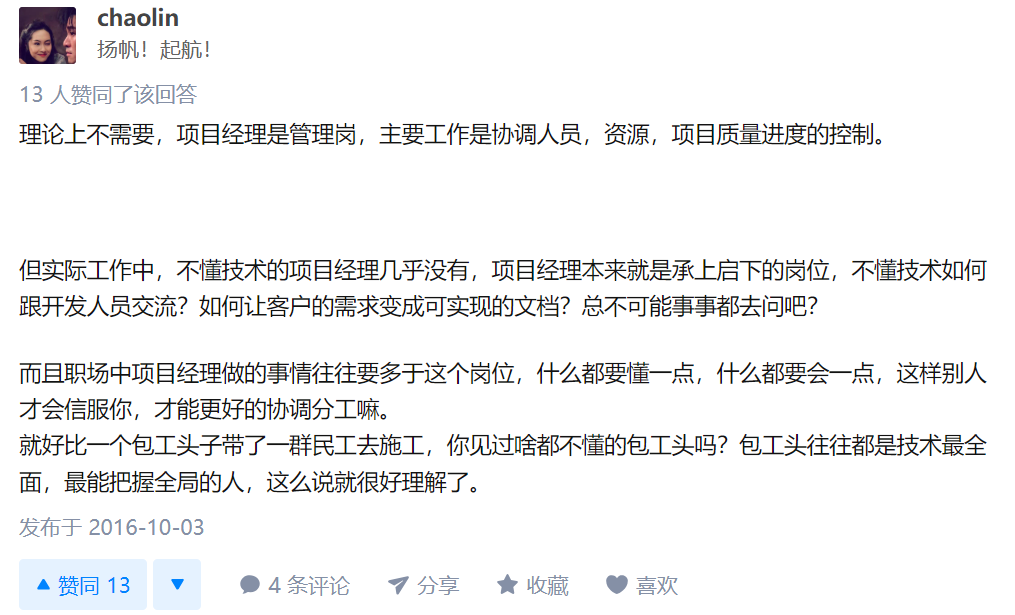 chaolin
扬帆！起航！
13 人赞同了该回答
理论上不需要，项目经理是管理岗，主要工作是协调人员，资源，项目质量进度的控制。
但实际工作中，不懂技术的项目经理几乎没有，项目经理本来就是承上启下的岗位，不懂技术如何
跟开发人员交流？如何让客户的需求变成可实现的文档？总不可能事事都去问吧？
而且职场中项目经理做的事情往往要多于这个岗位，什么都要懂一点，什么都要会一点，这样别人
才会信服你，才能更好的协调分工嘛。
就好比一个包工头子带了一群民工去施工，你见过啥都不懂的包工头吗？包工头往往都是技术最全
面，最能把握全局的人，这么说就很好理解了。
发布于 2016-10-03
赞同 13 4 条评论 分享 收藏 喜欢